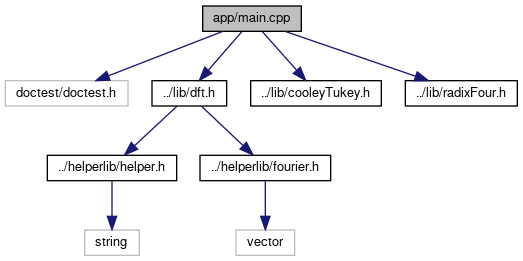 app/main.cpp
doctest/doctest.h
../lib/dft.h
../lib/cooleyTukey.h
../lib/radixFour.h
../helperlib/helper.h
../helperlib/fourier.h
string
vector